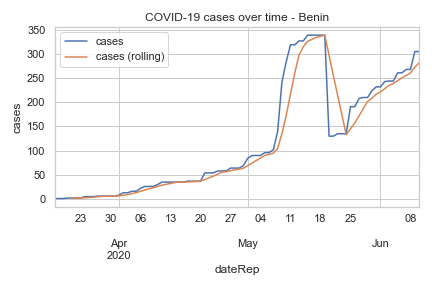 COVID-19 cases over time - Benin
350
300
250
200
150
100
50
0
cases
cases
cases (rolling)
23 30 06 13 20 27 04 11 18 25 08
Apr May Jun
2020
dateRep